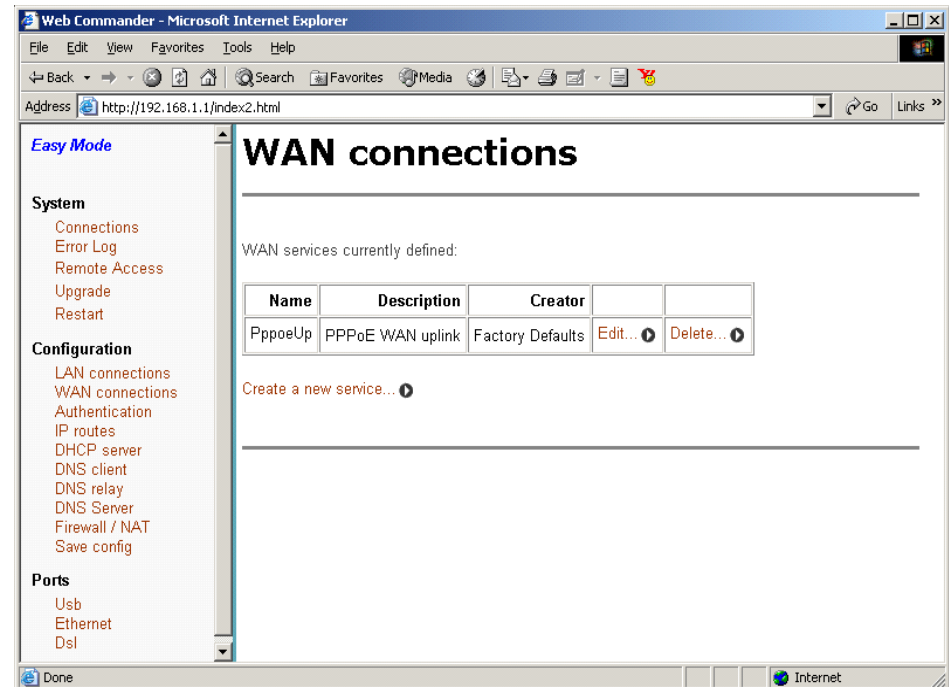 Web Commander - Microsoft Internet Explorer
File Edit View Favorites Tools Help
Back Search Favorites Media
Address http://192.168.1.1/index2.html Go Links »
Easy Mode
System
Connections
Error Log
Remote Access
Upgrade
Restart
Configuration
LAN connections
WAN connections
Authentication
IP routes
DHCP server
DNS client
DNS relay
DNS Server
Firewall / NAT
Save config
Ports
Usb
Ethernet
Dsl
WAN connections
WAN services currently defined:
Name Description Creator
PppoeUp PPPoE WAN uplink Factory Defaults Edit... Delete...
Create a new service...
Done Internet